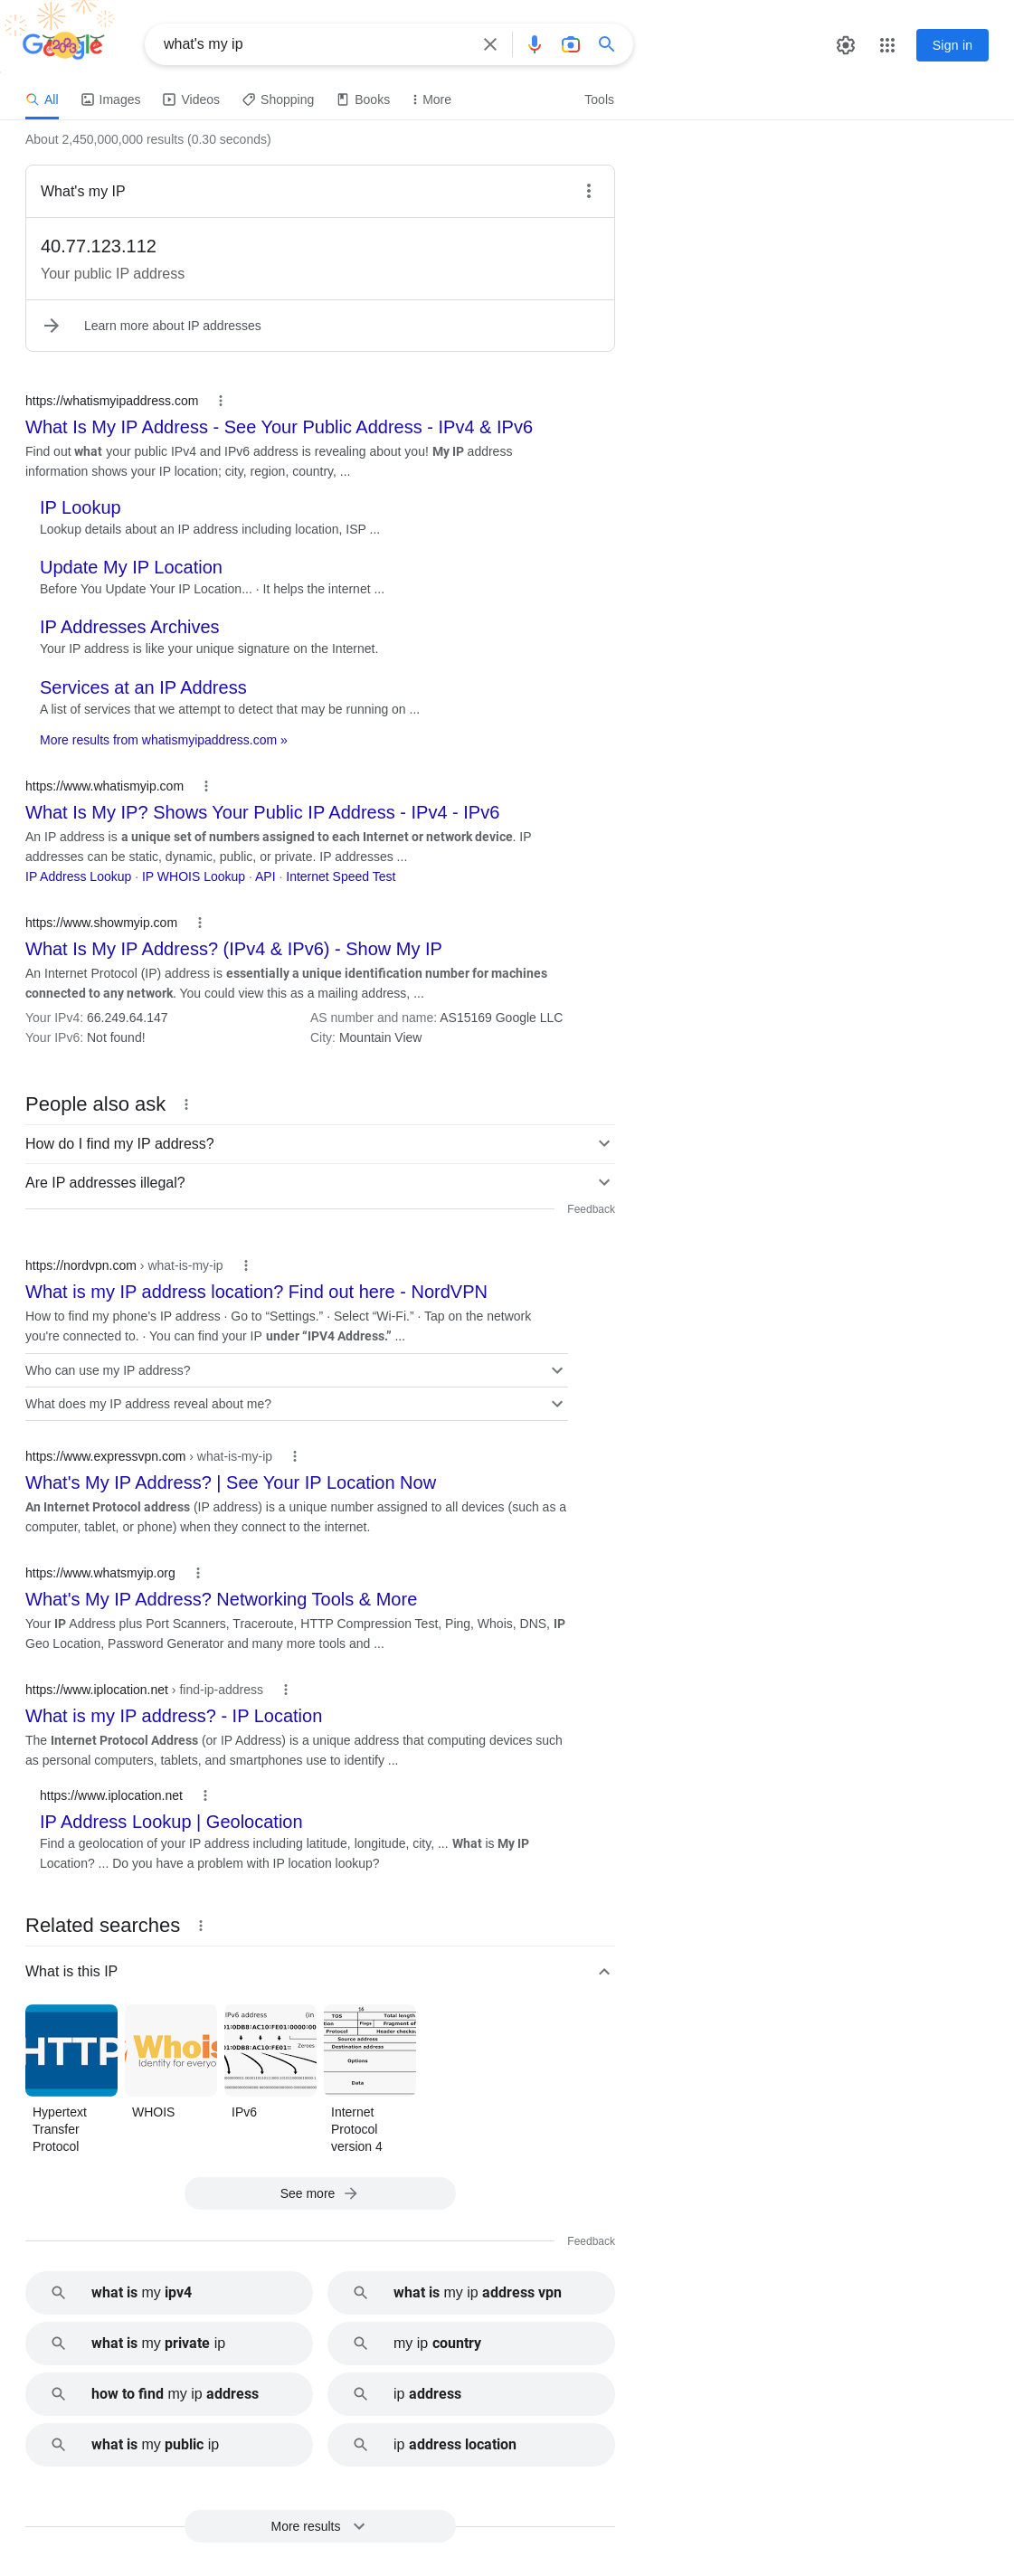 Google
what's my ip
Sign in
All Images Videos Shopping Books More Tools
About 2,450,000,000 results (0.30 seconds)
What's my IP
40.77.123.112
Your public IP address
Learn more about IP addresses
https://whatismyipaddress.com
What Is My IP Address - See Your Public Address - IPv4 & IPv6
Find out what your public IPv4 and IPv6 address is revealing about you! My IP address
information shows your IP location; city, region, country, ...
IP Lookup
Lookup details about an IP address including location, ISP ...
Update My IP Location
Before You Update Your IP Location... · It helps the internet ...
IP Addresses Archives
Your IP address is like your unique signature on the Internet.
Services at an IP Address
A list of services that we attempt to detect that may be running on ...
More results from whatismyipaddress.com »
https://www.whatismyip.com
What Is My IP? Shows Your Public IP Address - IPv4 - IPv6
An IP address is a unique set of numbers assigned to each Internet or network device. IP
addresses can be static, dynamic, public, or private. IP addresses ...
IP Address Lookup · IP WHOIS Lookup · API · Internet Speed Test
https://www.showmyip.com
What Is My IP Address? (IPv4 & IPv6) - Show My IP
An Internet Protocol (IP) address is essentially a unique identification number for machines
connected to any network. You could view this as a mailing address, ...
Your IPv4: 66.249.64.147 AS number and name: AS15169 Google LLC
Your IPv6: Not found! City: Mountain View
People also ask
How do I find my IP address?
Are IP addresses illegal?
Feedback
https://nordvpn.com › what-is-my-ip
What is my IP address location? Find out here - NordVPN
How to find my phone's IP address · Go to “Settings.” · Select “Wi-Fi.” · Tap on the network
you're connected to. · You can find your IP under “IPV4 Address.” ...
Who can use my IP address?
What does my IP address reveal about me?
https://www.expressvpn.com › what-is-my-ip
What's My IP Address? | See Your IP Location Now
An Internet Protocol address (IP address) is a unique number assigned to all devices (such as a
computer, tablet, or phone) when they connect to the internet.
https://www.whatsmyip.org
What's My IP Address? Networking Tools & More
Your IP Address plus Port Scanners, Traceroute, HTTP Compression Test, Ping, Whois, DNS, IP
Geo Location, Password Generator and many more tools and ...
https://www.iplocation.net › find-ip-address
What is my IP address? - IP Location
The Internet Protocol Address (or IP Address) is a unique address that computing devices such
as personal computers, tablets, and smartphones use to identify ...
https://www.iplocation.net
IP Address Lookup | Geolocation
Find a geolocation of your IP address including latitude, longitude, city, ... What is My IP
Location? ... Do you have a problem with IP location lookup?
Related searches
What is this IP
HTTP
Whois
Identity for everyo
IPv6 address (in
Zeroes
16
TOS Total length
Flags Fragment of
Protocol Header checks
Source address
Destination address
Options
Data
Hypertext
Transfer
Protocol
WHOIS
IPv6
Internet
Protocol
version 4
See more
Feedback
what is my ipv4
what is my ip address vpn
what is my private ip
my ip country
how to find my ip address
ip address
what is my public ip
ip address location
More results